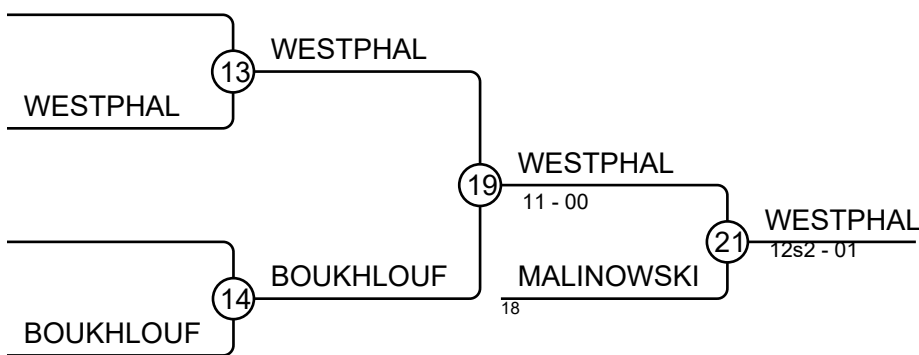 13
WESTPHAL
WESTPHAL
19
WESTPHAL
11 - 00
21
WESTPHAL
12s2 - 01
14
BOUKHLOUF
MALINOWSKI
18
BOUKHLOUF